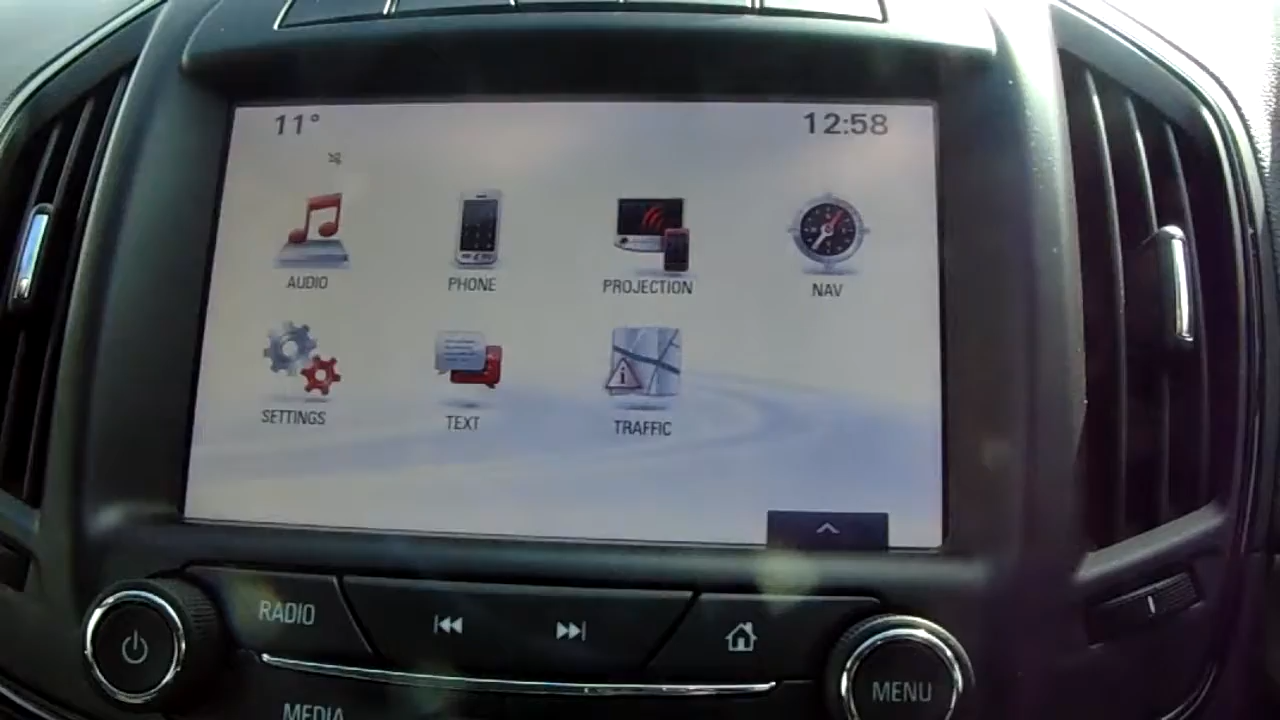 11° 12:58
AUDIO PHONE PROJECTION NAV
SETTINGS TEXT TRAFFIC
RADIO
MENU
MEDIA